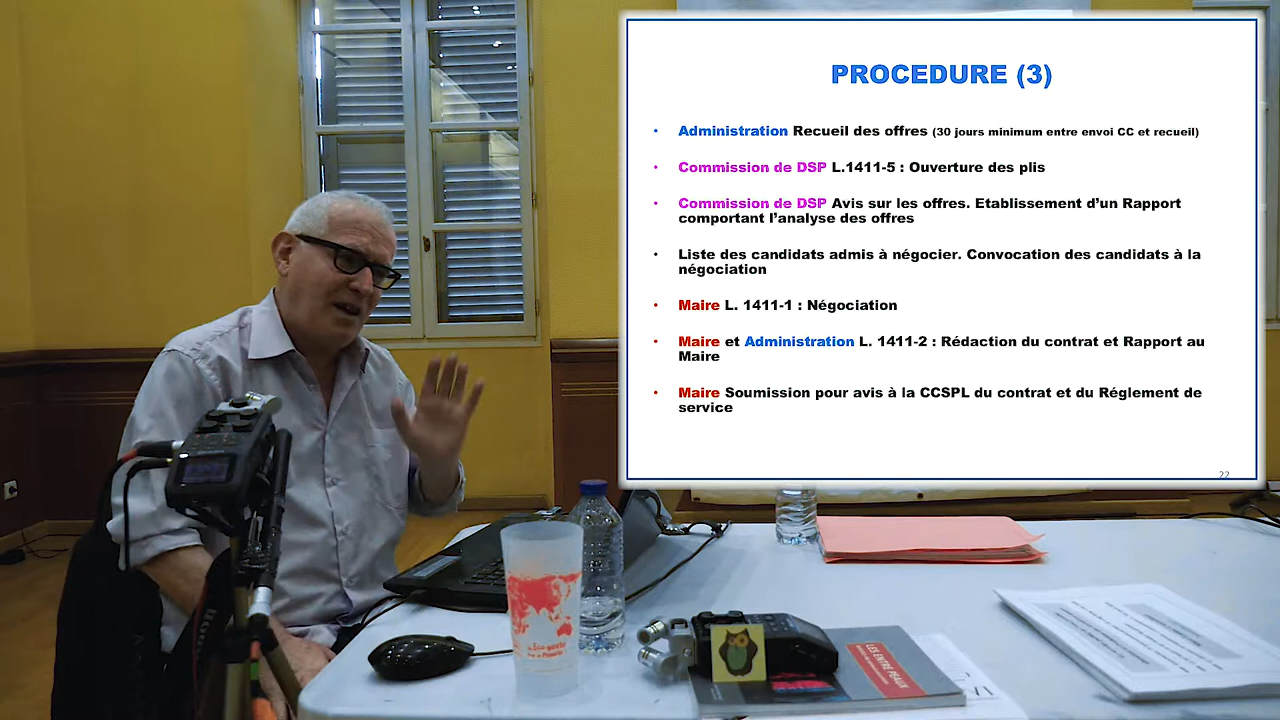 PROCEDURE (3)
• Administration Recueil des offres (30 jours minimum entre envoi CC et recueil)
• Commission de DSP L.1411-5 : Ouverture des plis
• Commission de DSP Avis sur les offres. Etablissement d'un Rapport
comportant l'analyse des offres
• Liste des candidats admis à négocier. Convocation des candidats à la
négociation
• Maire L. 1411-1 : Négociation
• Maire et Administration L. 1411-2 : Rédaction du contrat et Rapport au
Maire
• Maire Soumission pour avis à la CCSPL du contrat et du Réglement de
service
22
LES ENTRE PEAUX